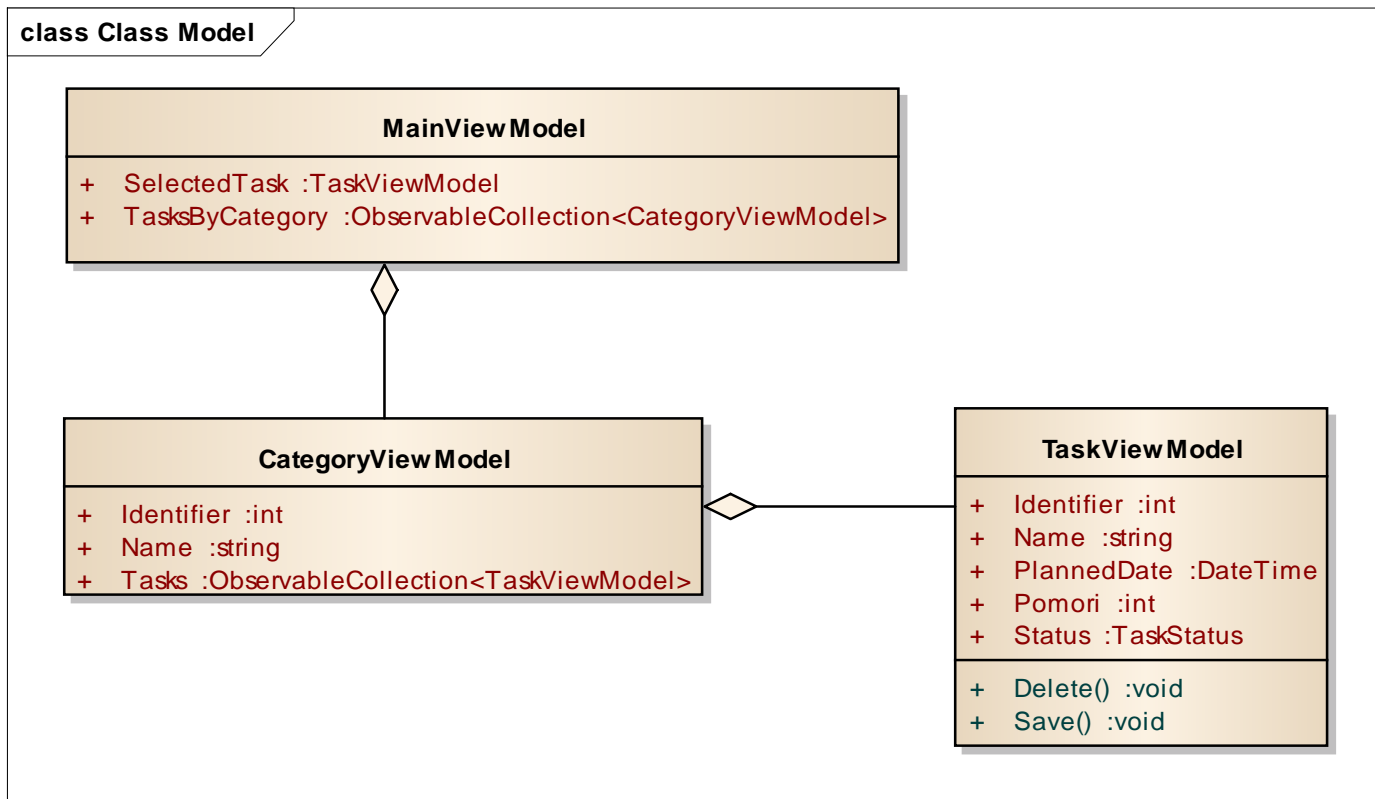 class Class Model
MainViewModel
+ SelectedTask :TaskViewModel
+ TasksByCategory :ObservableCollection<CategoryViewModel>
CategoryViewModel
+ Identifier :int
+ Name :string
+ Tasks :ObservableCollection<TaskViewModel>
TaskViewModel
+ Identifier :int
+ Name :string
+ PlannedDate :DateTime
+ Pomori :int
+ Status :TaskStatus
+ Delete() :void
+ Save() :void